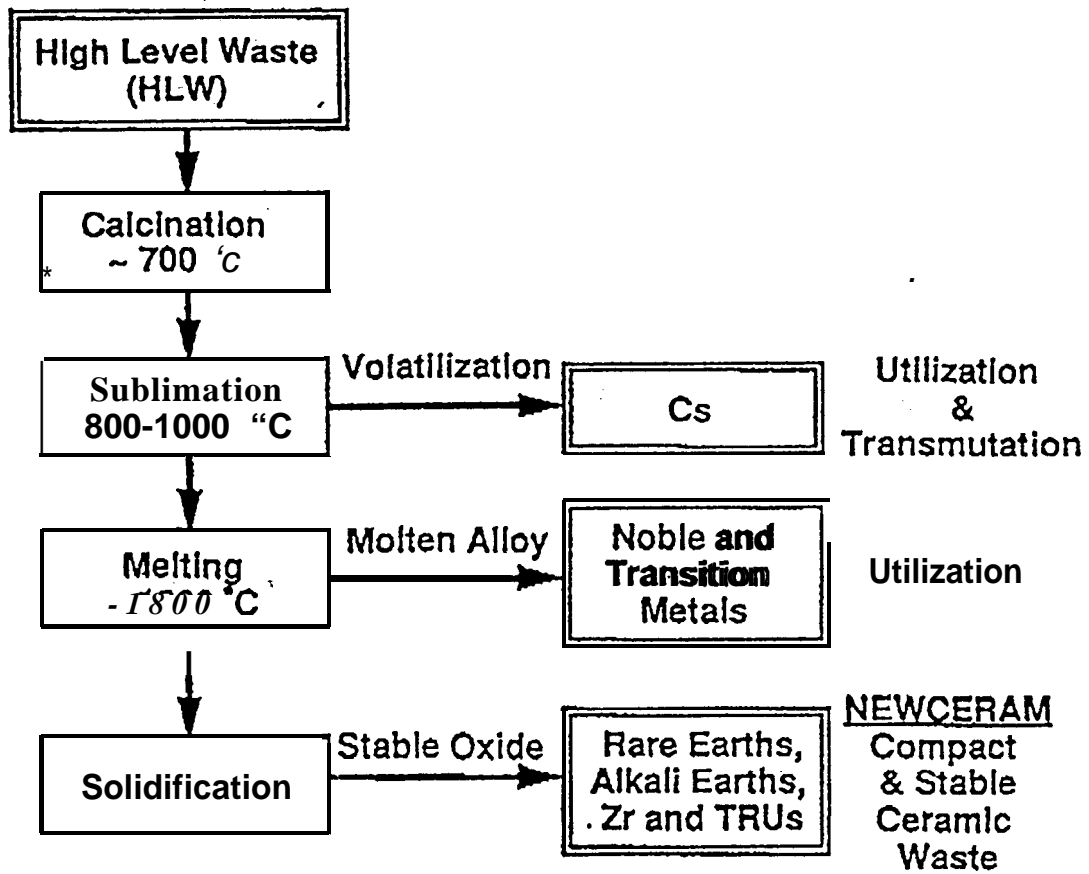 High Level Waste
(HLW)
Calcination
~ 700 ‘C
*
Sublimation
800-1000 “C
Volatilization
Cs
Utilization
&
Transmutation
Melting
-1800 °C
Molten Alloy
Noble and
Transition
Metals
Utilization
Solidification
Stable Oxide
Rare Earths,
Alkali Earths,
. Zr and TRUs
NEWCERAM
Compact
& Stable
Ceramic
Waste